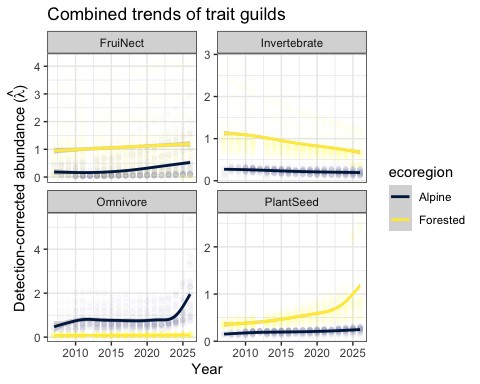 Combined trends of trait guilds
FruiNect
Invertebrate
4
3
2
1
0
3
2
1
0
Omnivore
PlantSeed
4
2
0
2
1
0
2010 2015 2020 2025
2010 2015 2020 2025
Year
Detection-corrected abundance (λ̂)
ecoregion
Alpine
Forested